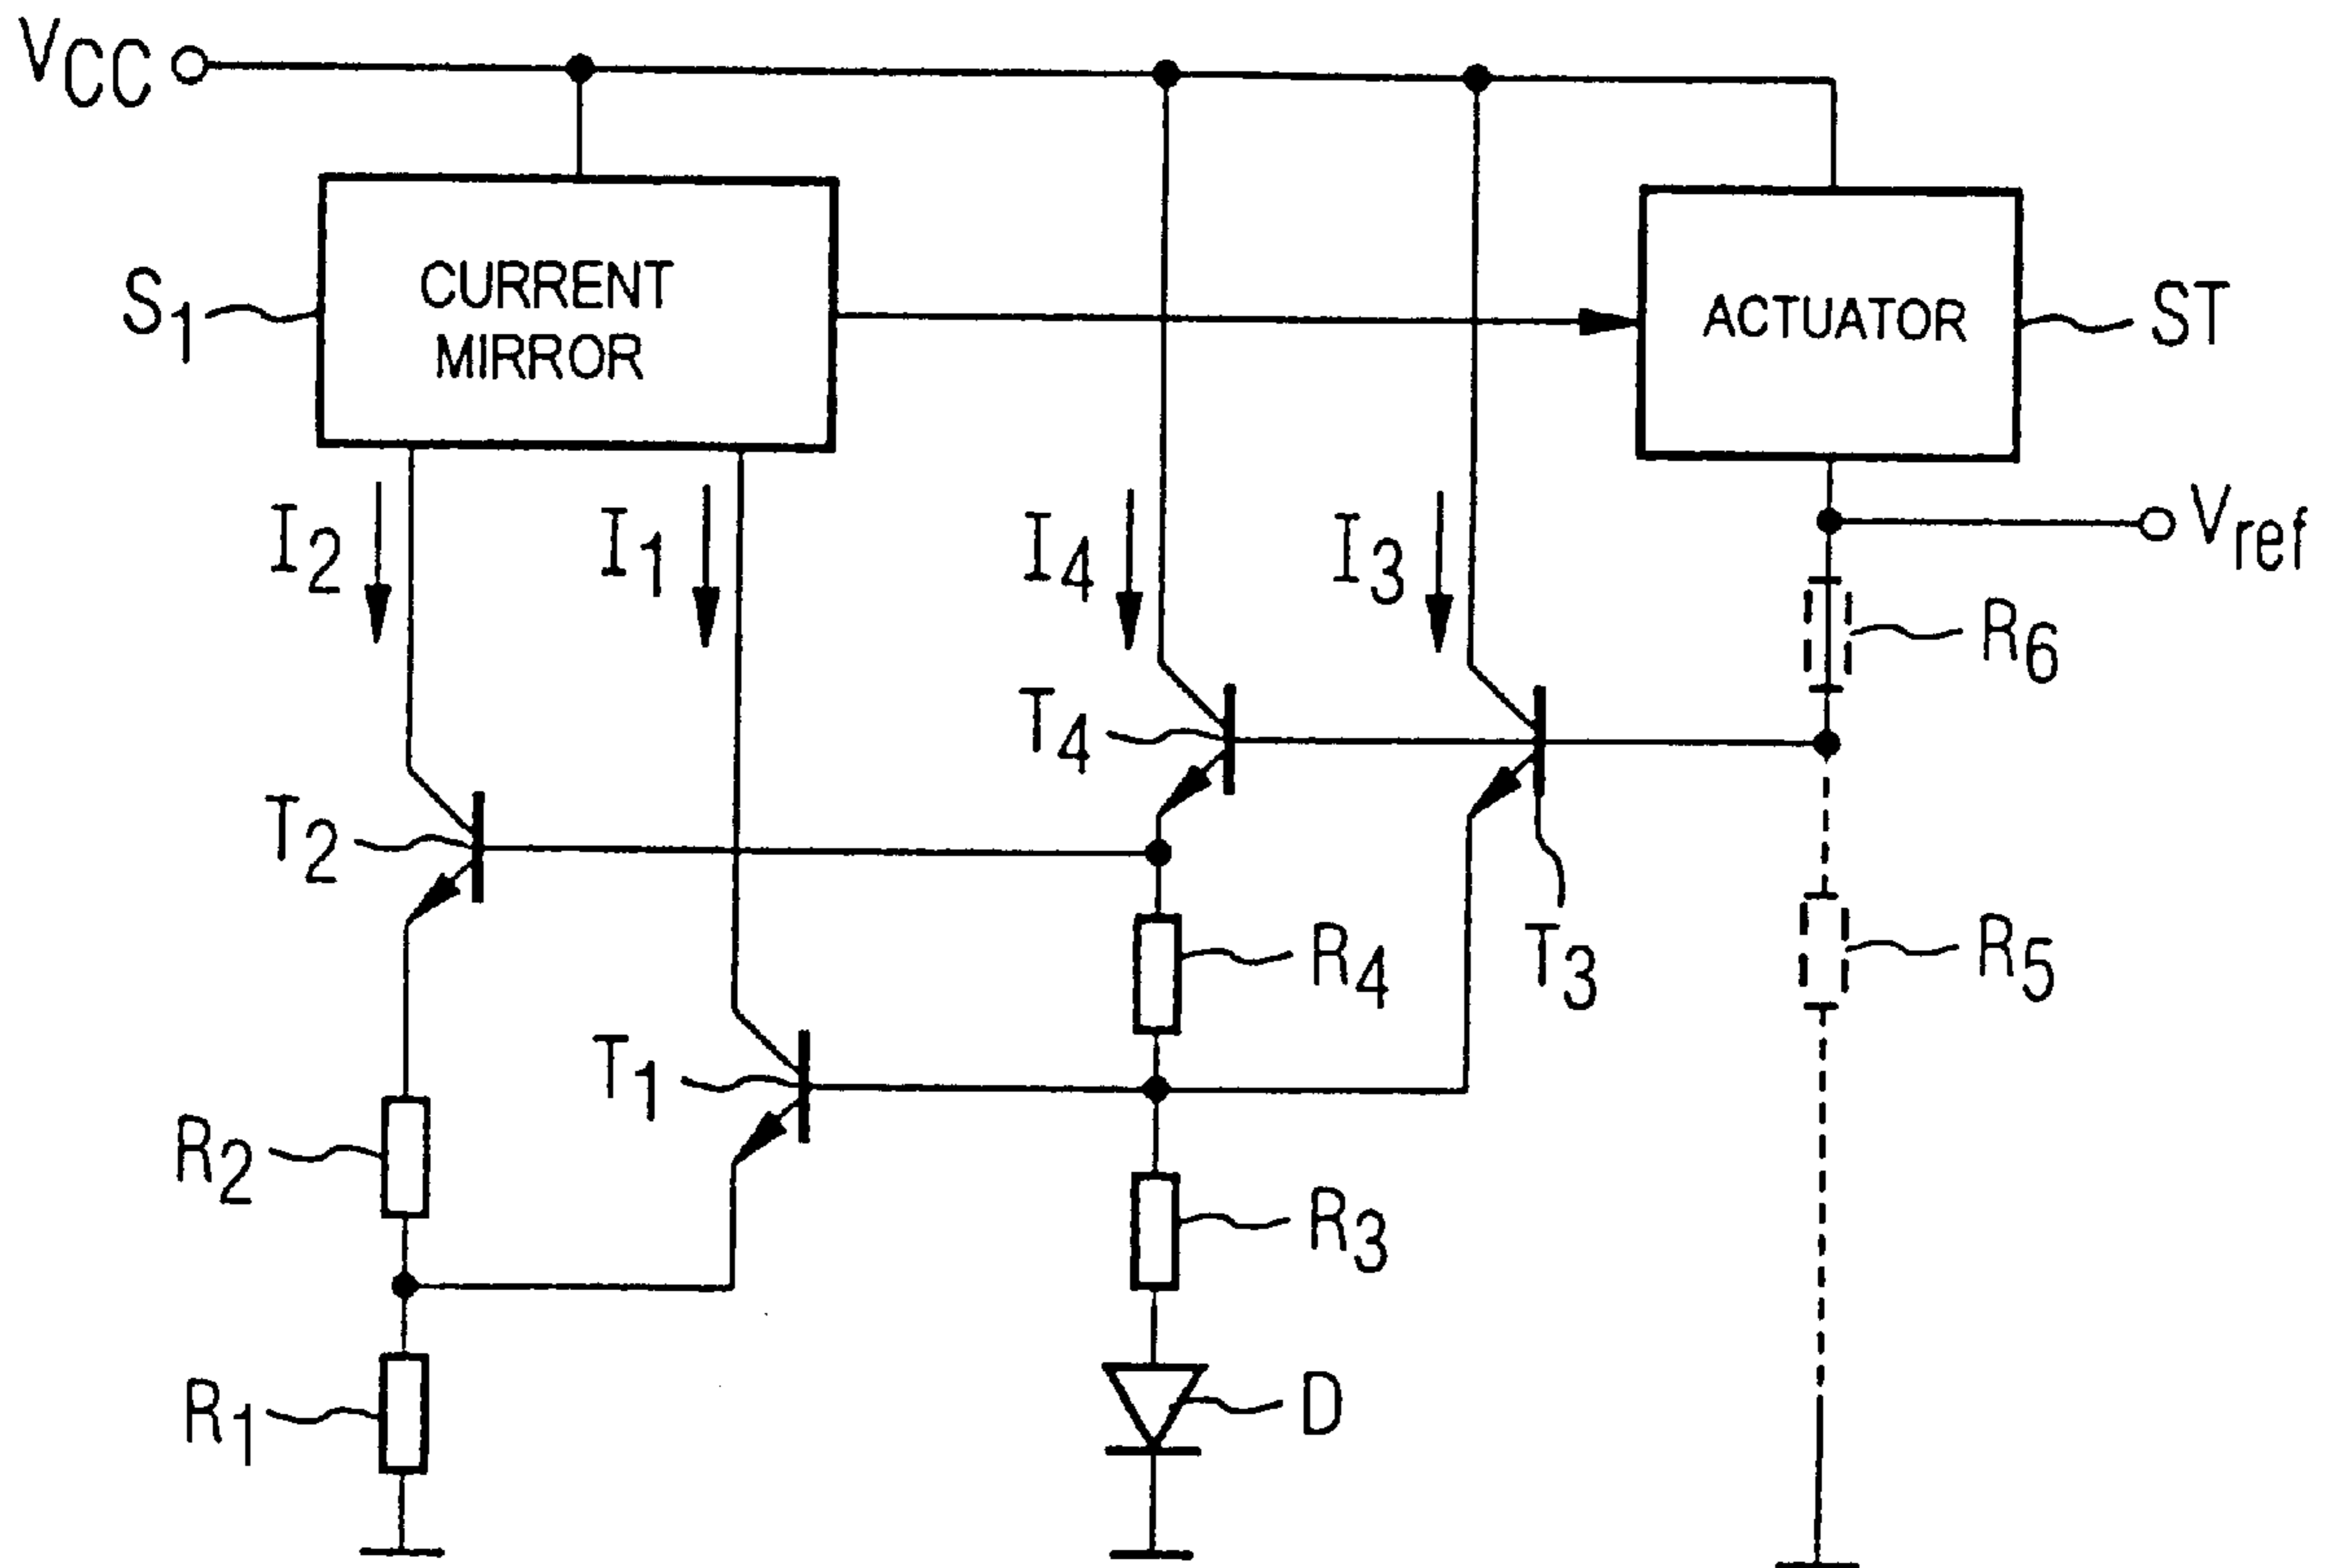 VCC
S1
CURRENT
MIRROR
ACTUATOR
ST
I2
I1
I4
I3
Vref
R6
T4
T2
R4
T3
R5
T1
R2
R3
R1
D